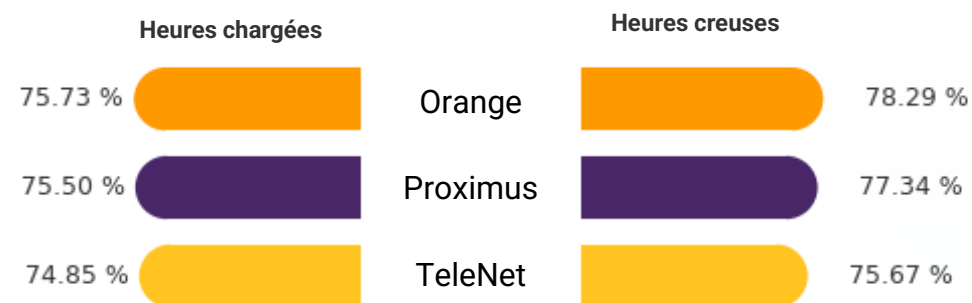 Heures chargées Heures creuses
75.73 % Orange 78.29 %
75.50 % Proximus 77.34 %
74.85 % TeleNet 75.67 %